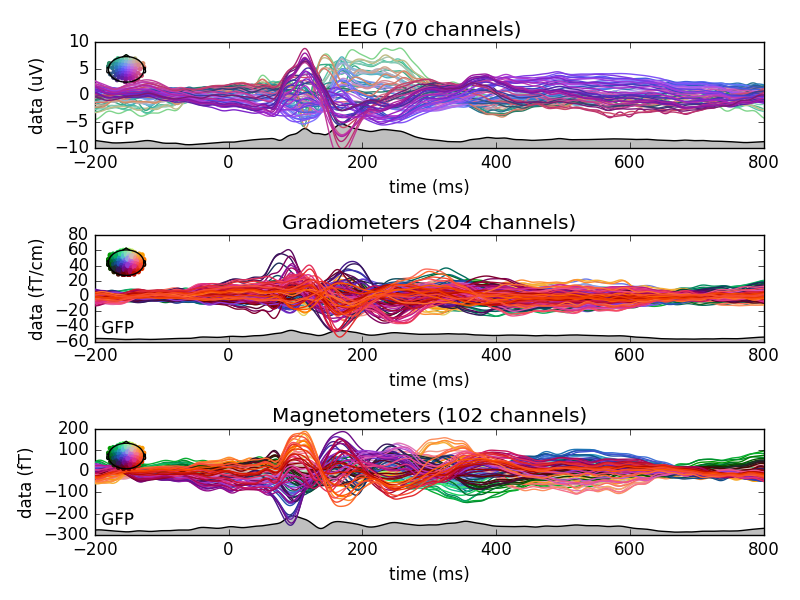 EEG (70 channels)
10
5
0
−5
−10
data (uV)
GFP
−200 0 200 400 600 800
time (ms)
Gradiometers (204 channels)
80
60
40
20
0
−20
−40
−60
data (fT/cm)
GFP
−200 0 200 400 600 800
time (ms)
Magnetometers (102 channels)
200
100
0
−100
−200
−300
data (fT)
GFP
−200 0 200 400 600 800
time (ms)